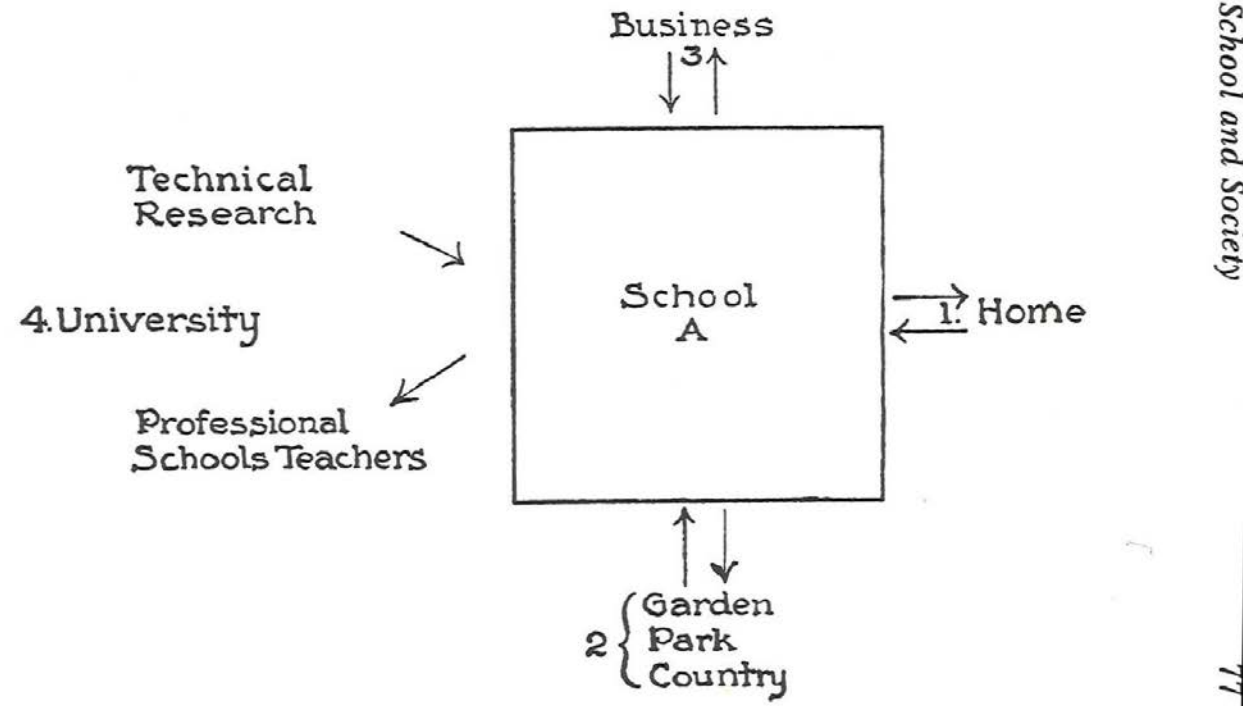 School and Society
77
Business
3
Technical
Research
School
A
1. Home
4. University
Professional
Schools Teachers
2
Garden
Park
Country